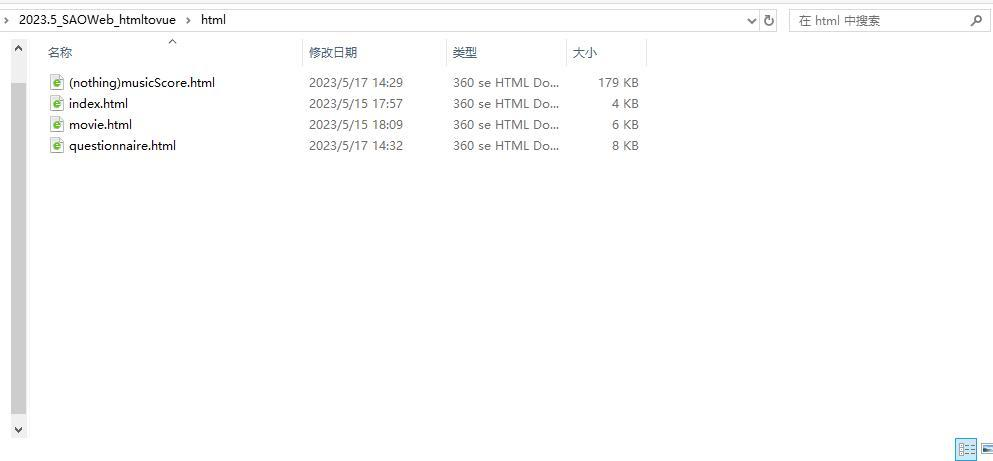 2023.5_SAOWeb_htmltovue > html 在 html 中搜索
名称 修改日期 类型 大小
(nothing)musicScore.html 2023/5/17 14:29 360 se HTML Do... 179 KB
index.html 2023/5/15 17:57 360 se HTML Do... 4 KB
movie.html 2023/5/15 18:09 360 se HTML Do... 6 KB
questionnaire.html 2023/5/17 14:32 360 se HTML Do... 8 KB